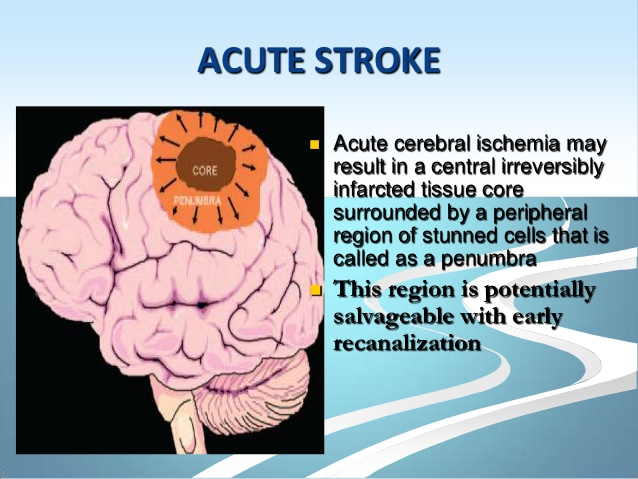 ACUTE STROKE
CORE
PENUMBRA
Acute cerebral ischemia may
result in a central irreversibly
infarcted tissue core
surrounded by a peripheral
region of stunned cells that is
called as a penumbra
This region is potentially
salvageable with early
recanalization